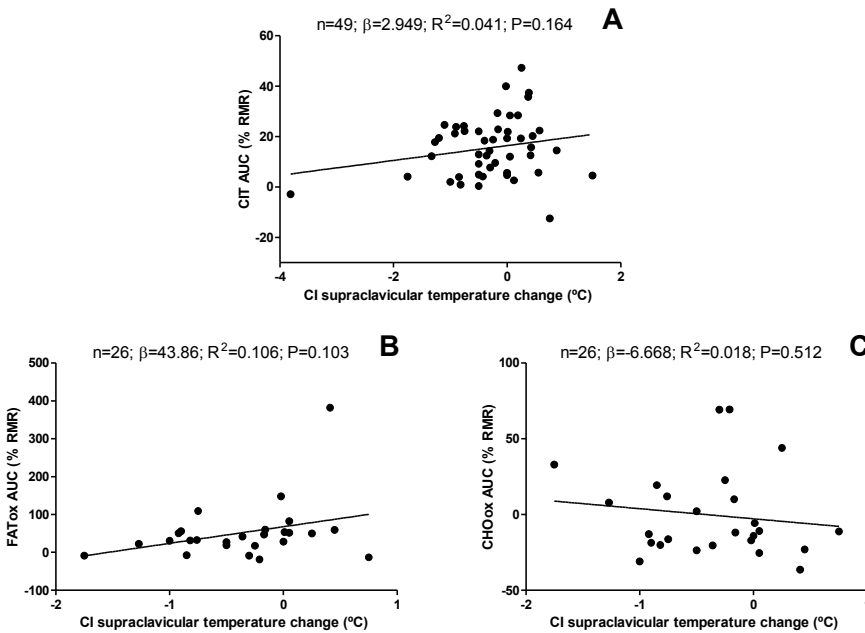 n=49; β=2.949; R²=0.041; P=0.164
A
60
40
20
0
-20
CIT AUC (% RMR)
-4
-2
0
2
CI supraclavicular temperature change (ºC)
n=26; β=43.86; R²=0.106; P=0.103
B
500
400
300
200
100
0
-100
FATox AUC (% RMR)
-2
-1
0
1
CI supraclavicular temperature change (ºC)
n=26; β=-6.668; R²=0.018; P=0.512
C
100
50
0
-50
CHOox AUC (% RMR)
-2
-1
0
CI supraclavicular temperature change (ºC)